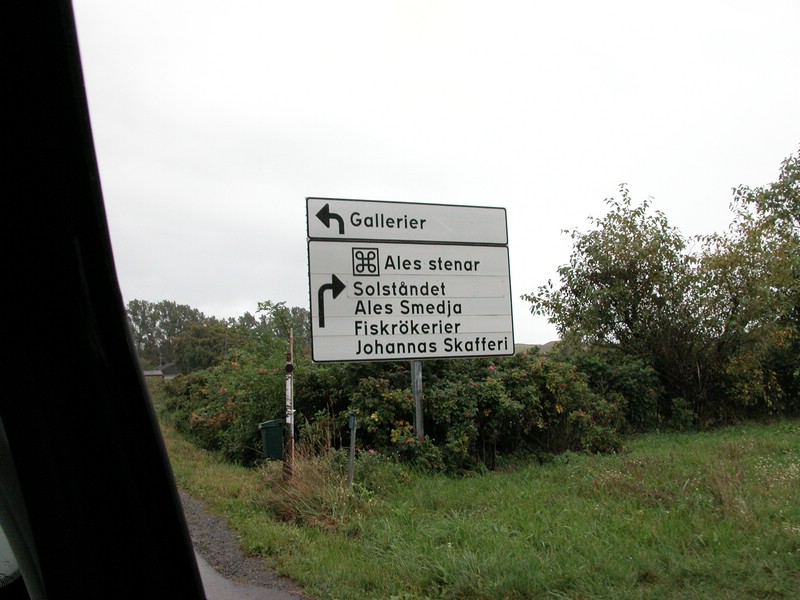 Gallerier
Ales stenar
Solståndet
Ales Smedja
Fiskrökerier
Johannas Skafferi